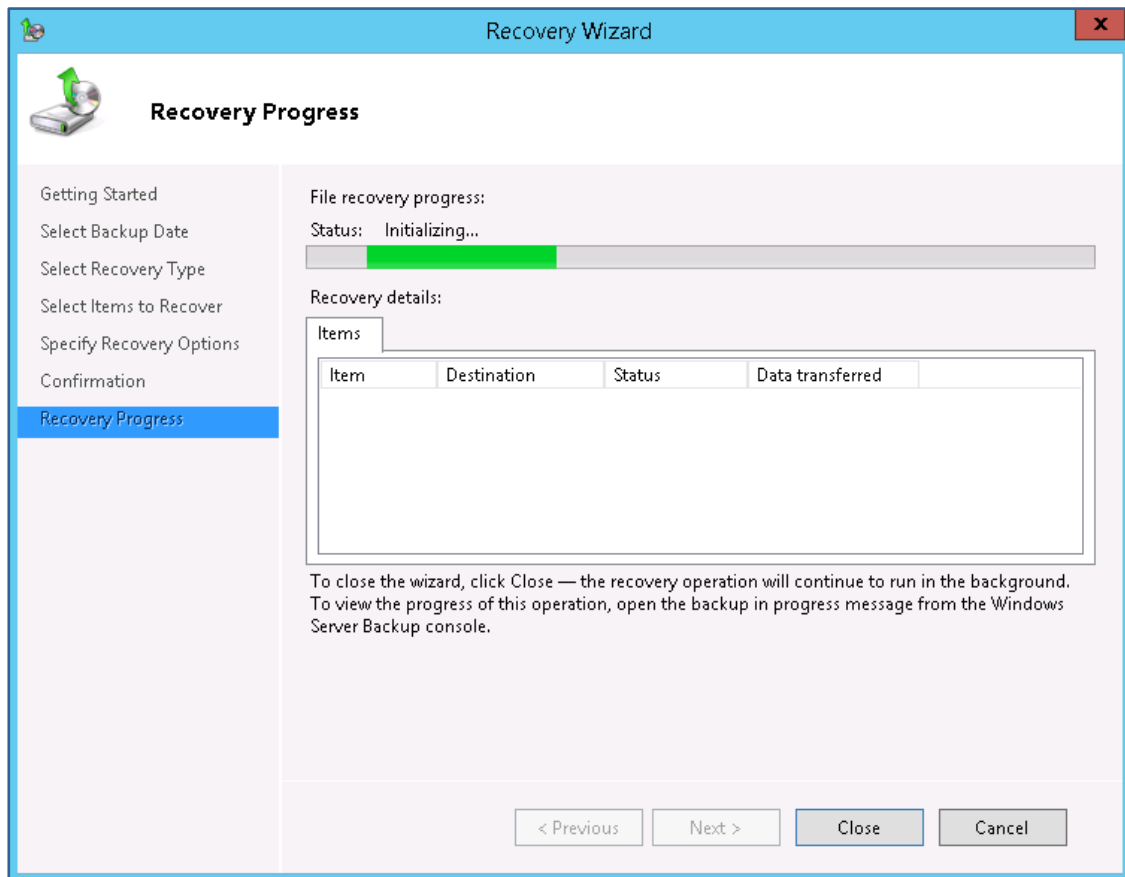 Recovery Wizard
x
Recovery Progress
Getting Started
Select Backup Date
Select Recovery Type
Select Items to Recover
Specify Recovery Options
Confirmation
Recovery Progress
File recovery progress:
Status: Initializing...
Recovery details:
Items
Item Destination Status Data transferred
To close the wizard, click Close — the recovery operation will continue to run in the background.
To view the progress of this operation, open the backup in progress message from the Windows
Server Backup console.
< Previous Next > Close Cancel